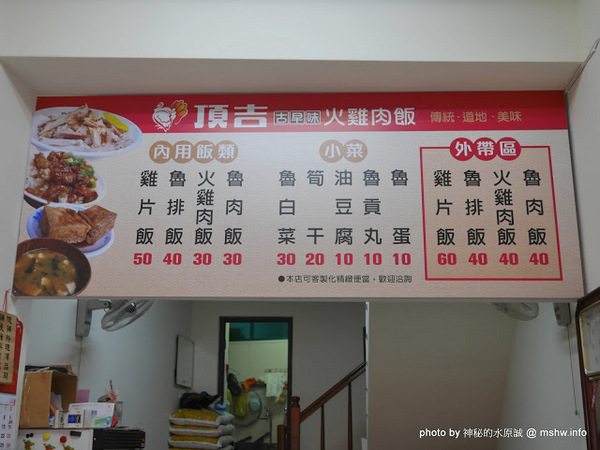 頂吉 古早味 火雞肉飯 傳統·道地·美味
內用飯類
雞片飯 50
魯排飯 40
火雞肉飯 30
魯肉飯 30
小菜
魯白菜 30
筍干 20
油豆腐 10
魯貢丸 10
魯蛋 10
●本店可客製化精緻便當，歡迎洽詢
外帶區
雞片飯 60
魯排飯 40
火雞肉飯 40
魯肉飯 40
photo by 神秘的水原誠 @ mshw.info